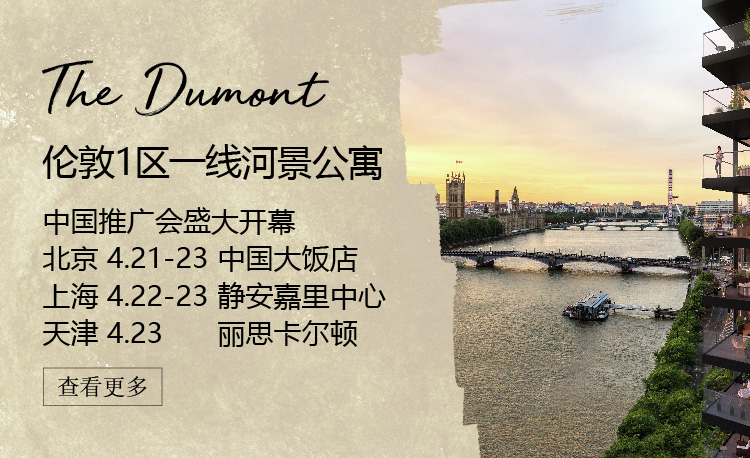 The Dumont
伦敦1区一线河景公寓
中国推广会盛大开幕
北京 4.21-23 中国大饭店
上海 4.22-23 静安嘉里中心
天津 4.23 丽思卡尔顿
查看更多